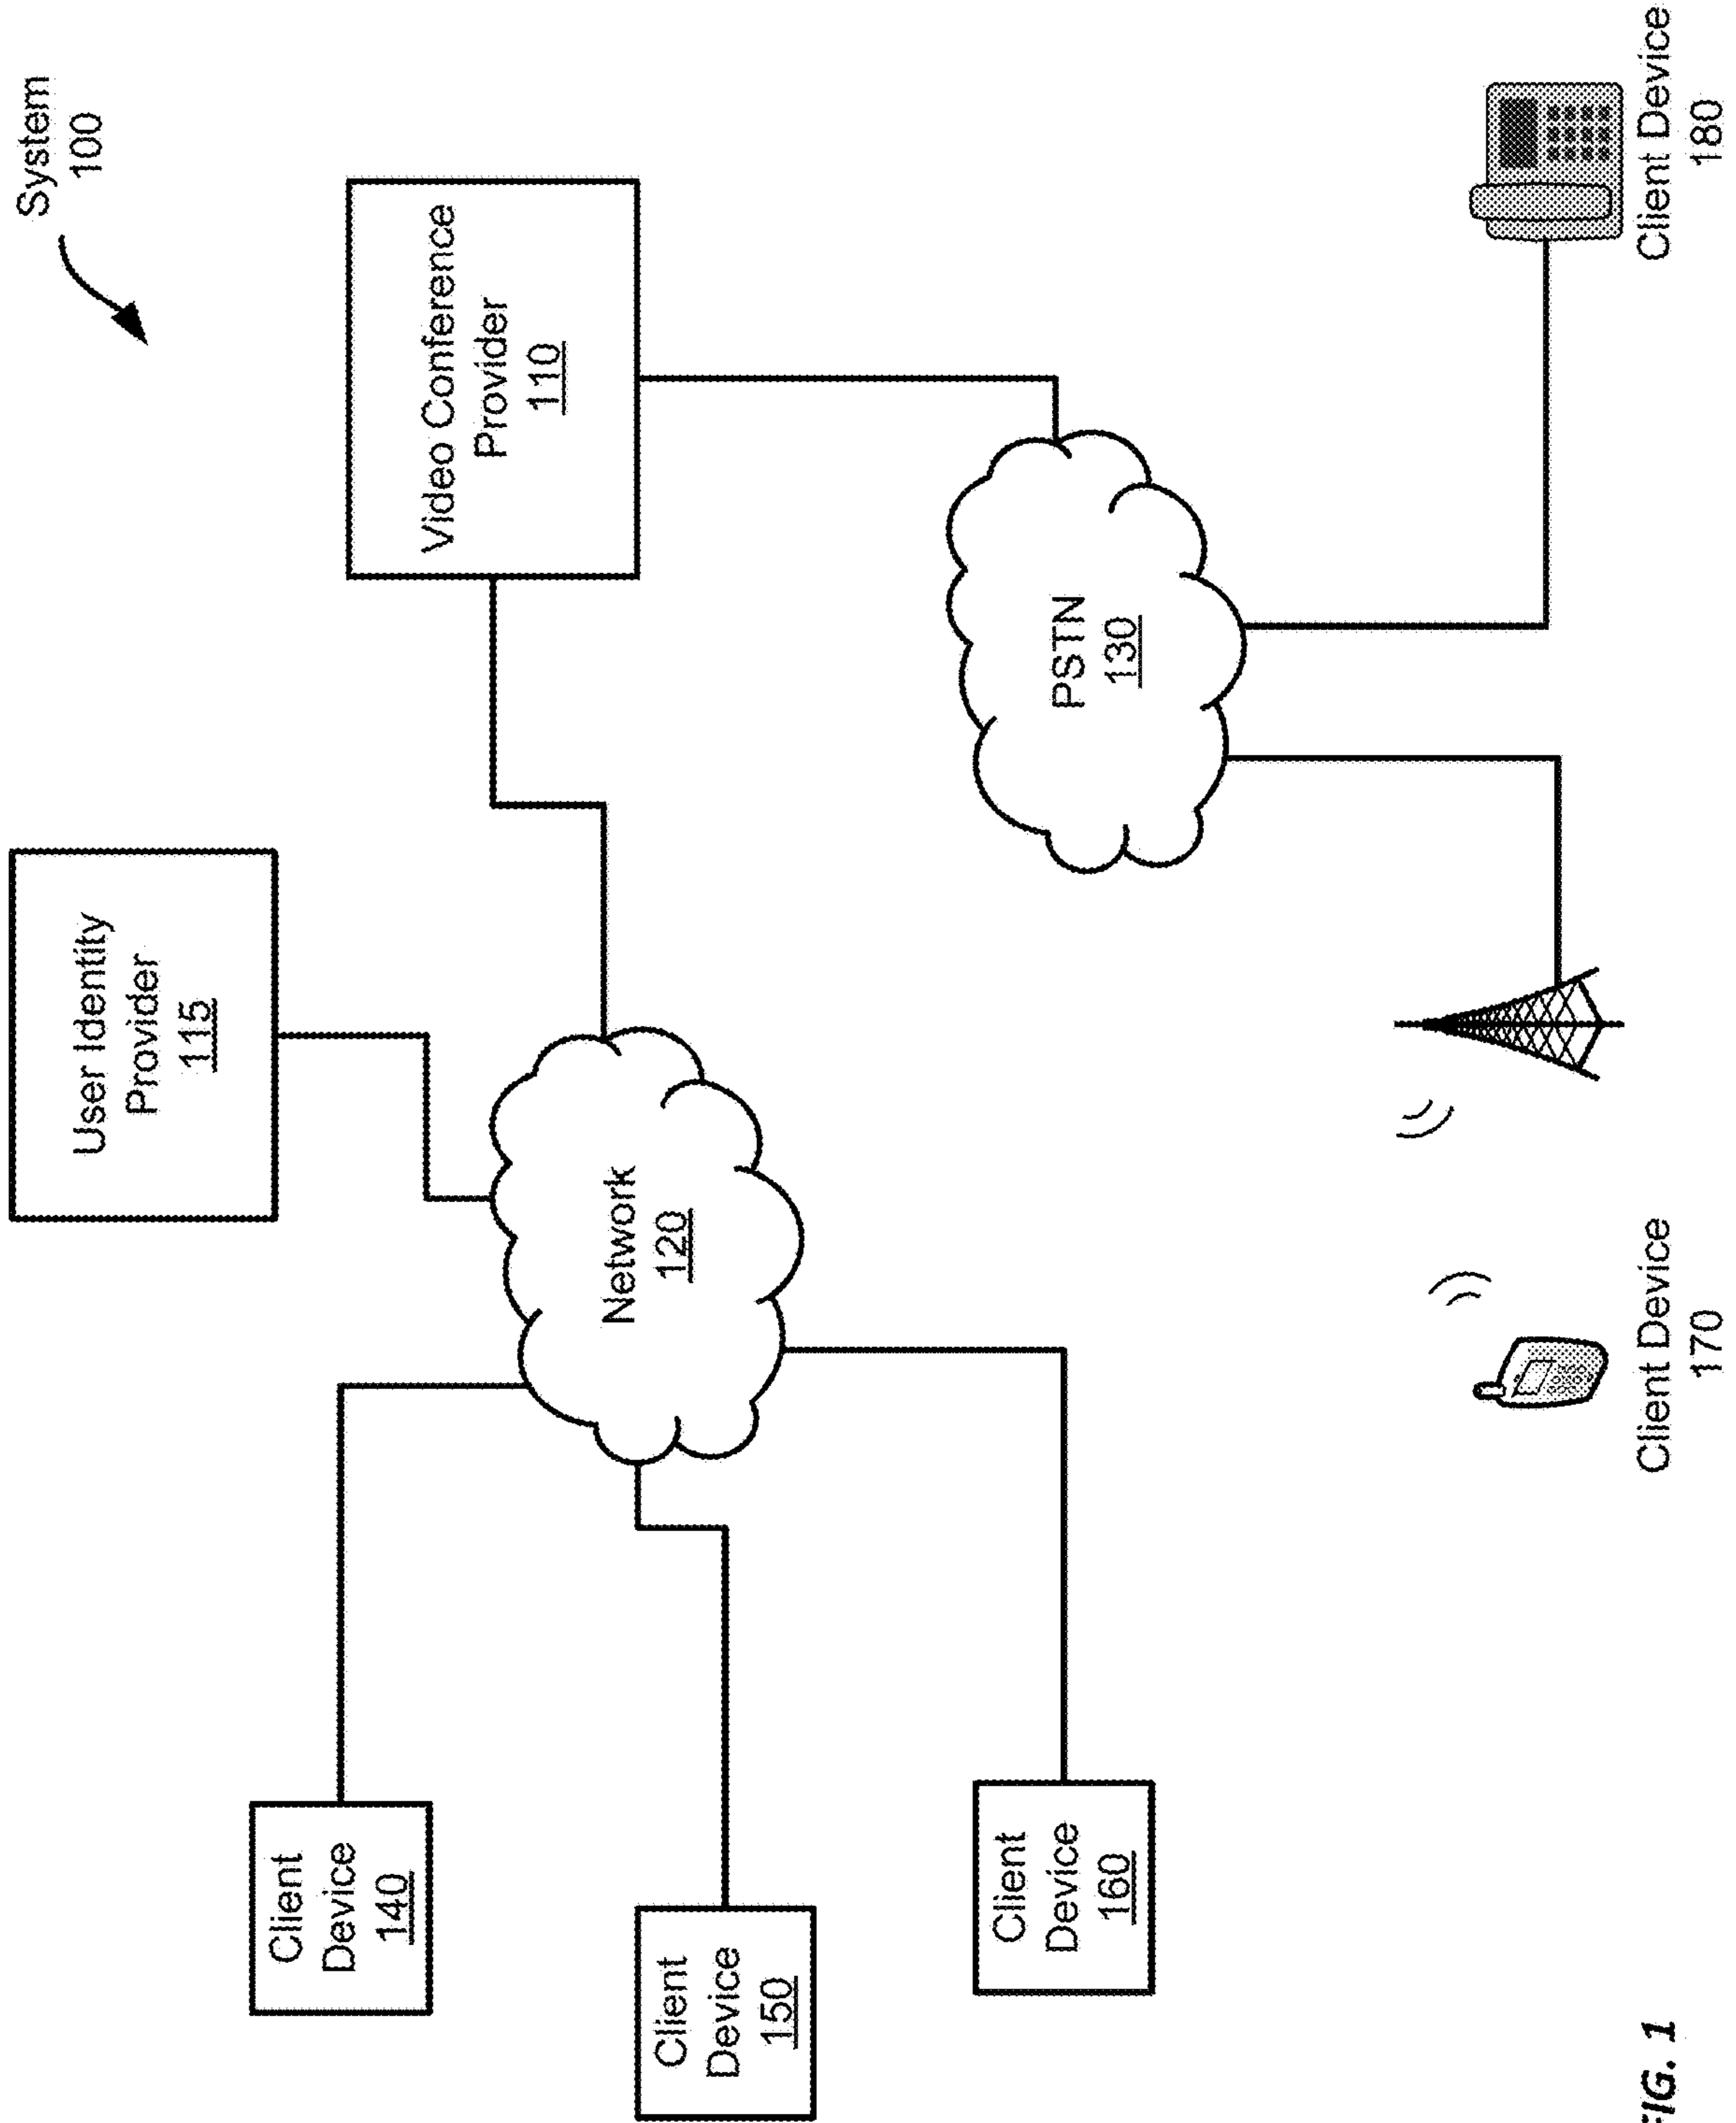 System
100
User Identity
Provider
115
Video Conference
Provider
110
Client
Device
140
Network
120
Client
Device
150
PSTN
130
Client
Device
160
Client Device
170
Client Device
180
FIG. 1